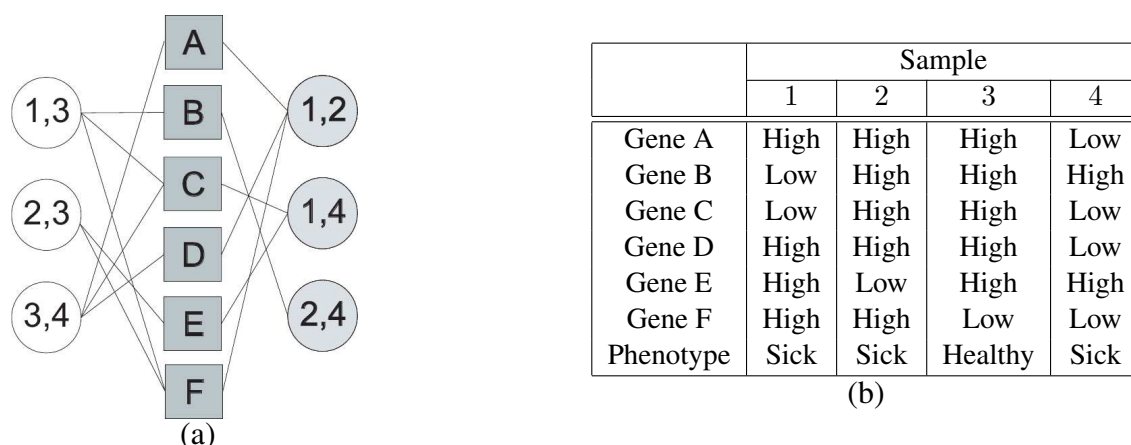 A
B
C
D
E
F
1,3
2,3
3,4
1,2
1,4
2,4
(a)
Sample
1 2 3 4
Gene A High High High Low
Gene B Low High High High
Gene C Low High High Low
Gene D High High High Low
Gene E High Low High High
Gene F High High Low Low
Phenotype Sick Sick Healthy Sick
(b)